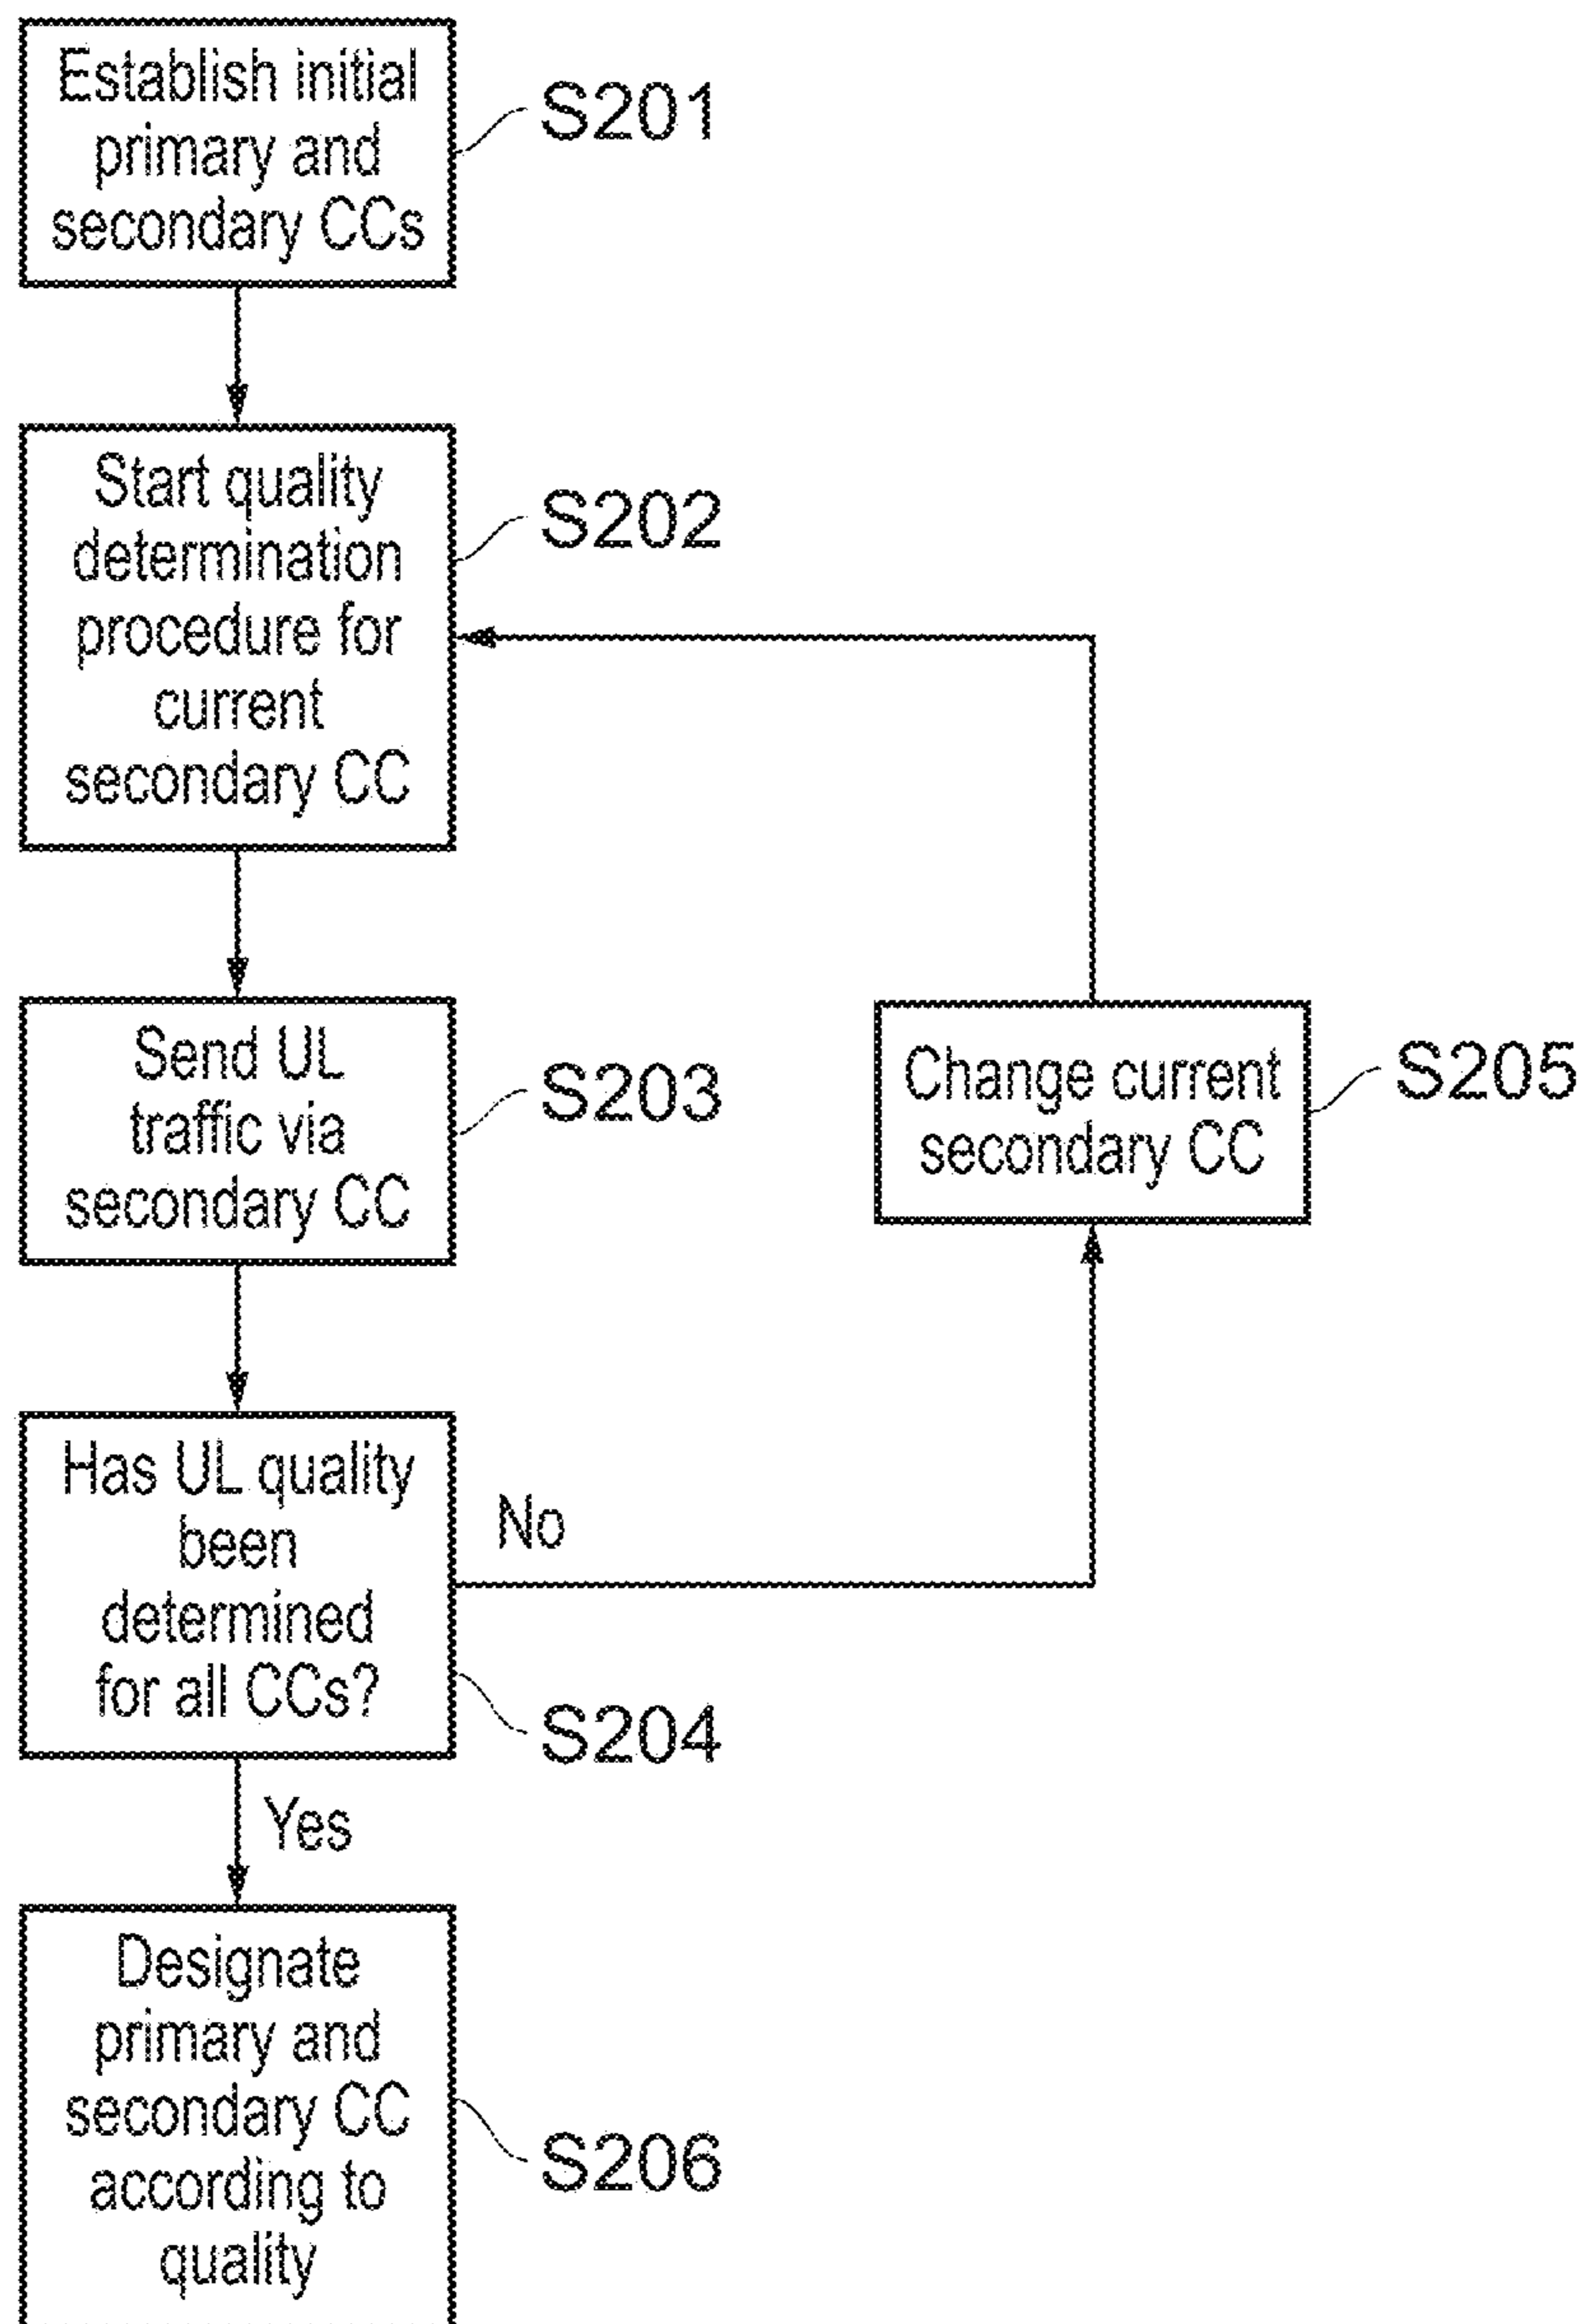 Establish initial
primary and
secondary CCs
S201
Start quality
determination
procedure for
current
secondary CC
S202
Send UL
traffic via
secondary CC
S203
Change current
secondary CC
S205
Has UL quality
been
determined
for all CCs?
No
S204
Yes
Designate
primary and
secondary CC
according to
quality
S206